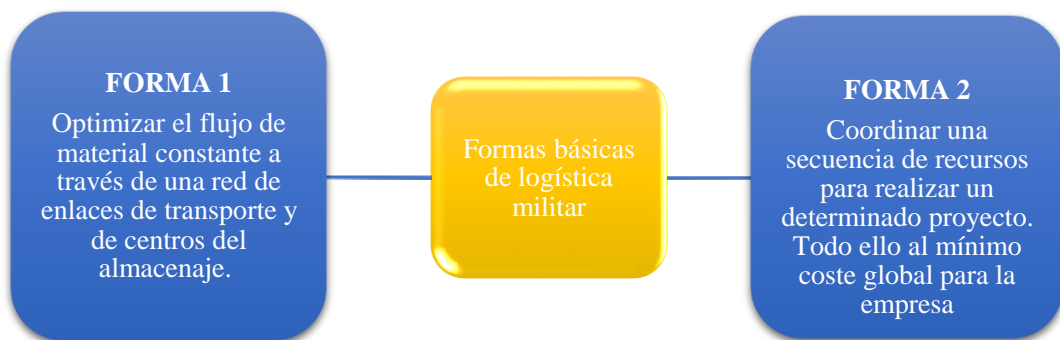 FORMA 1
Optimizar el flujo de
material constante a
través de una red de
enlaces de transporte y
de centros del
almacenaje.
Formas básicas
de logística
militar
FORMA 2
Coordinar una
secuencia de recursos
para realizar un
determinado proyecto.
Todo ello al mínimo
coste global para la
empresa